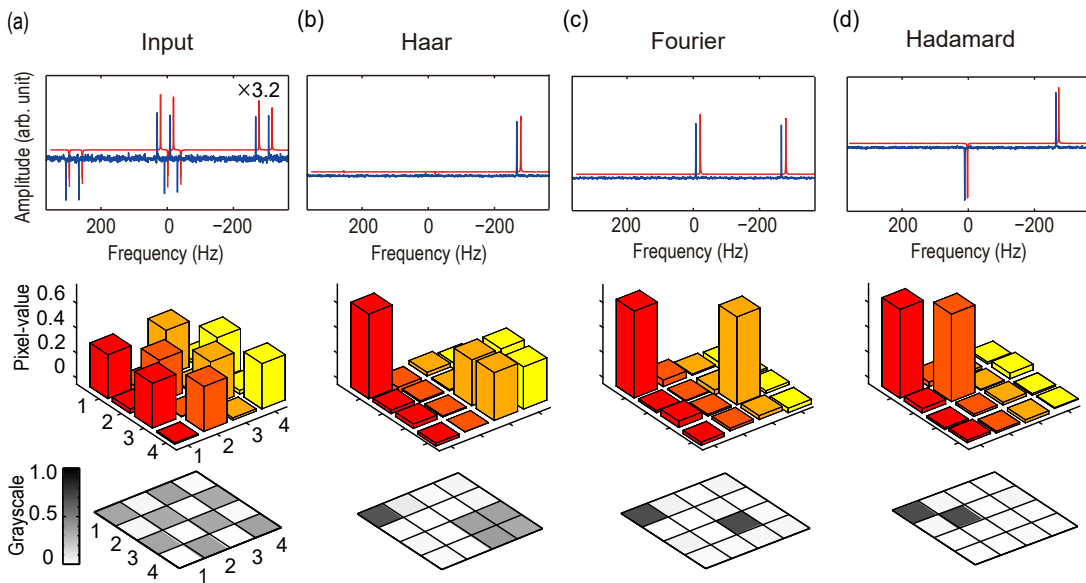 (a) (b) (c) (d)
Input Haar Fourier Hadamard
×3.2
Amplitude (arb. unit)
200 0 −200 200 0 −200 200 0 −200 200 0 −200
Frequency (Hz) Frequency (Hz) Frequency (Hz) Frequency (Hz)
Pixel-value
0.6
0.4
0.2
0
1 2 3 4
1 2 3 4
Grayscale
1.0
0.5
0
1 2 3 4
1 2 3 4